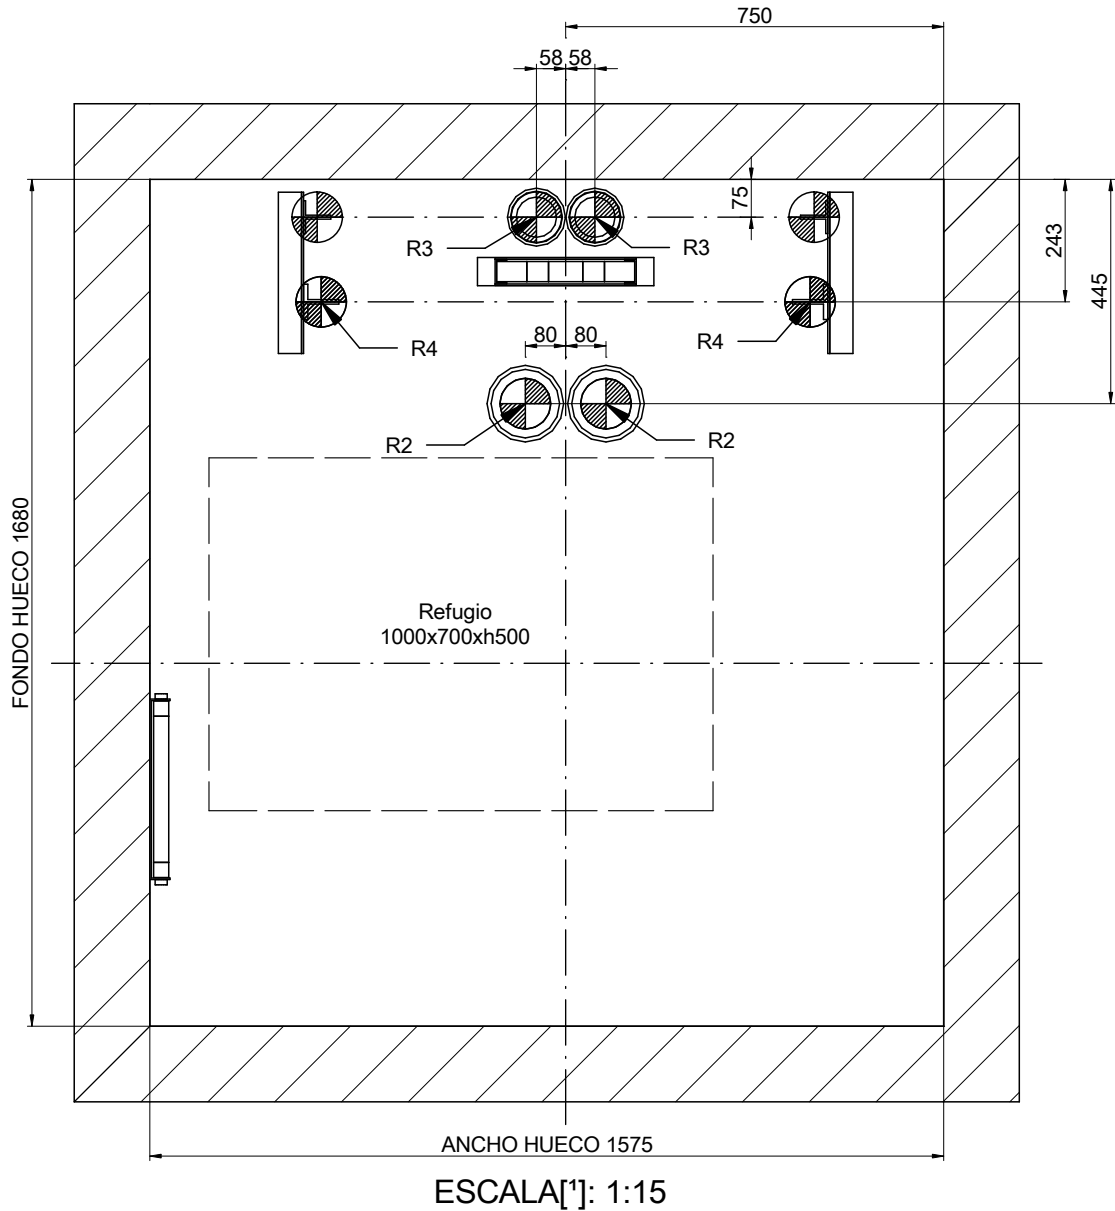 750
58 58
75
243
445
R3
R3
R4
R4
80 80
R2
R2
FONDO HUECO 1680
Refugio
1000x700xh500
ANCHO HUECO 1575
ESCALA[¹]: 1:15